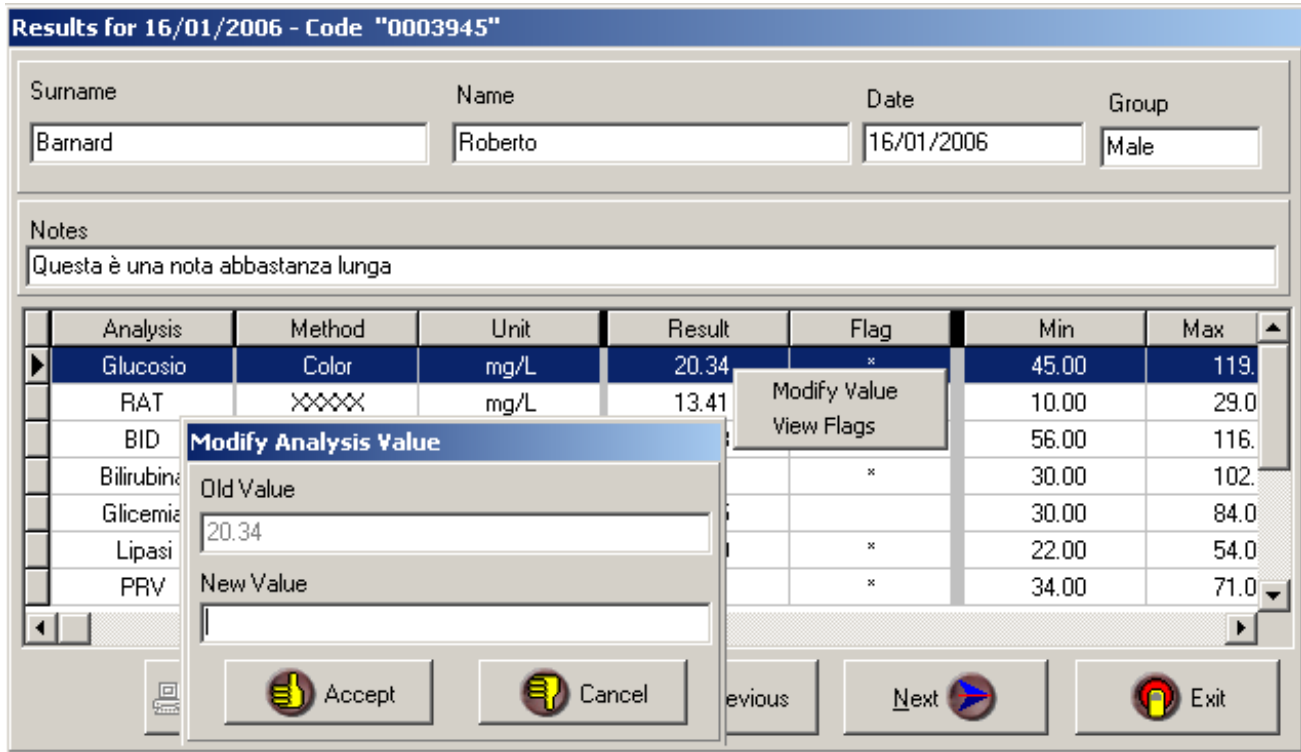 Results for 16/01/2006 - Code "0003945"
Surname Name Date Group
Barnard Roberto 16/01/2006 Male
Notes
Questa è una nota abbastanza lunga
Analysis Method Unit Result Flag Min Max
Glucosio Color mg/L 20.34 * 45.00 119.
RAT XXXXX mg/L 13.41 10.00 29.0
BID 56.00 116.
Bilirubina * 30.00 102.
Glicemia 30.00 84.0
Lipasi * 22.00 54.0
PRV * 34.00 71.0
Modify Value
View Flags
Modify Analysis Value
Old Value
20.34
New Value
Accept Cancel
evious Next Exit